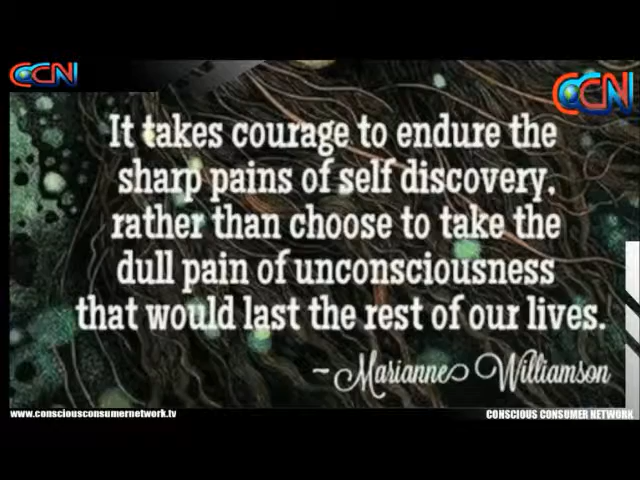 CCN
CCN
It takes courage to endure the
sharp pains of self discovery,
rather than choose to take the
dull pain of unconsciousness
that would last the rest of our lives.
~Marianne Williamson
www.consciousconsumernetwork.tv
CONSCIOUS CONSUMER NETWORK